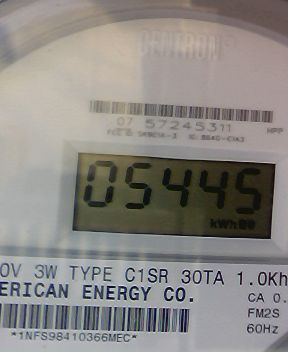 CENTRON®
07 57245311
HPP
05445
kWh
0V 3W TYPE C1SR 30TA 1.0Kh
ERICAN ENERGY CO.
CA 0.
FM2S
60Hz
*1NFS98410366MEC*